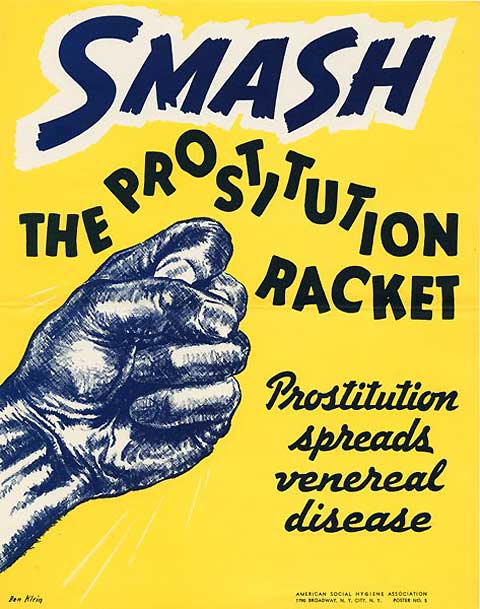 SMASH
THE PROSTITUTION
RACKET
Prostitution
spreads
venereal
disease
Ben Klein
AMERICAN SOCIAL HYGIENE ASSOCIATION
1790 BROADWAY, N. Y. CITY, N. Y. POSTER NO. 5